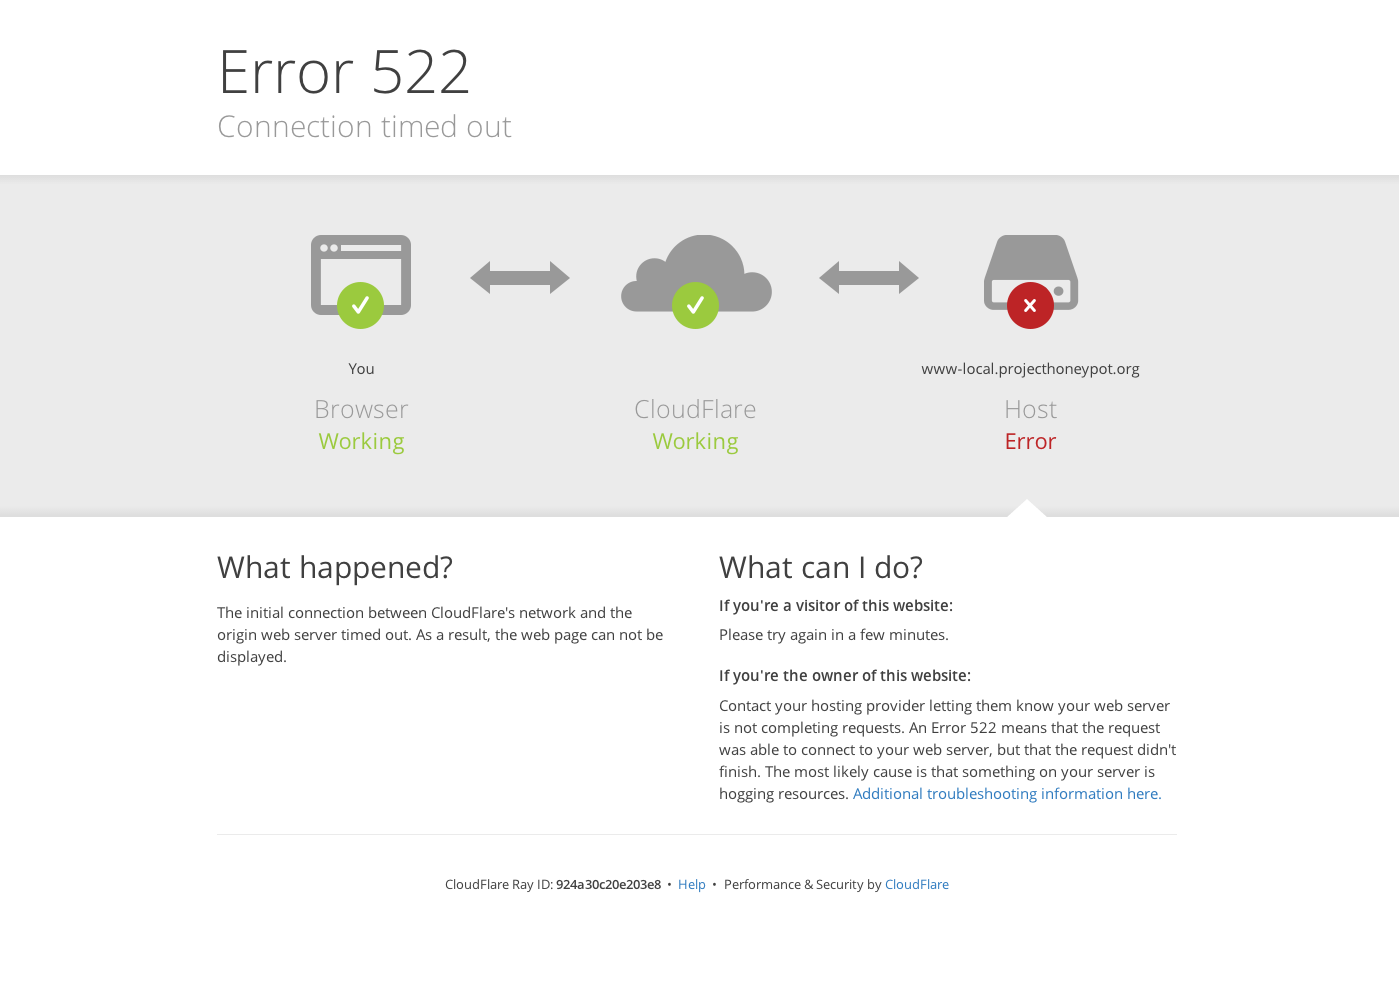 Error 522
Connection timed out
You
Browser
Working
CloudFlare
Working
www-local.projecthoneypot.org
Host
Error
What happened?
The initial connection between CloudFlare's network and the
origin web server timed out. As a result, the web page can not be
displayed.
What can I do?
If you're a visitor of this website:
Please try again in a few minutes.
If you're the owner of this website:
Contact your hosting provider letting them know your web server
is not completing requests. An Error 522 means that the request
was able to connect to your web server, but that the request didn't
finish. The most likely cause is that something on your server is
hogging resources. Additional troubleshooting information here.
CloudFlare Ray ID: 924a30c20e203e8 • Help • Performance & Security by CloudFlare